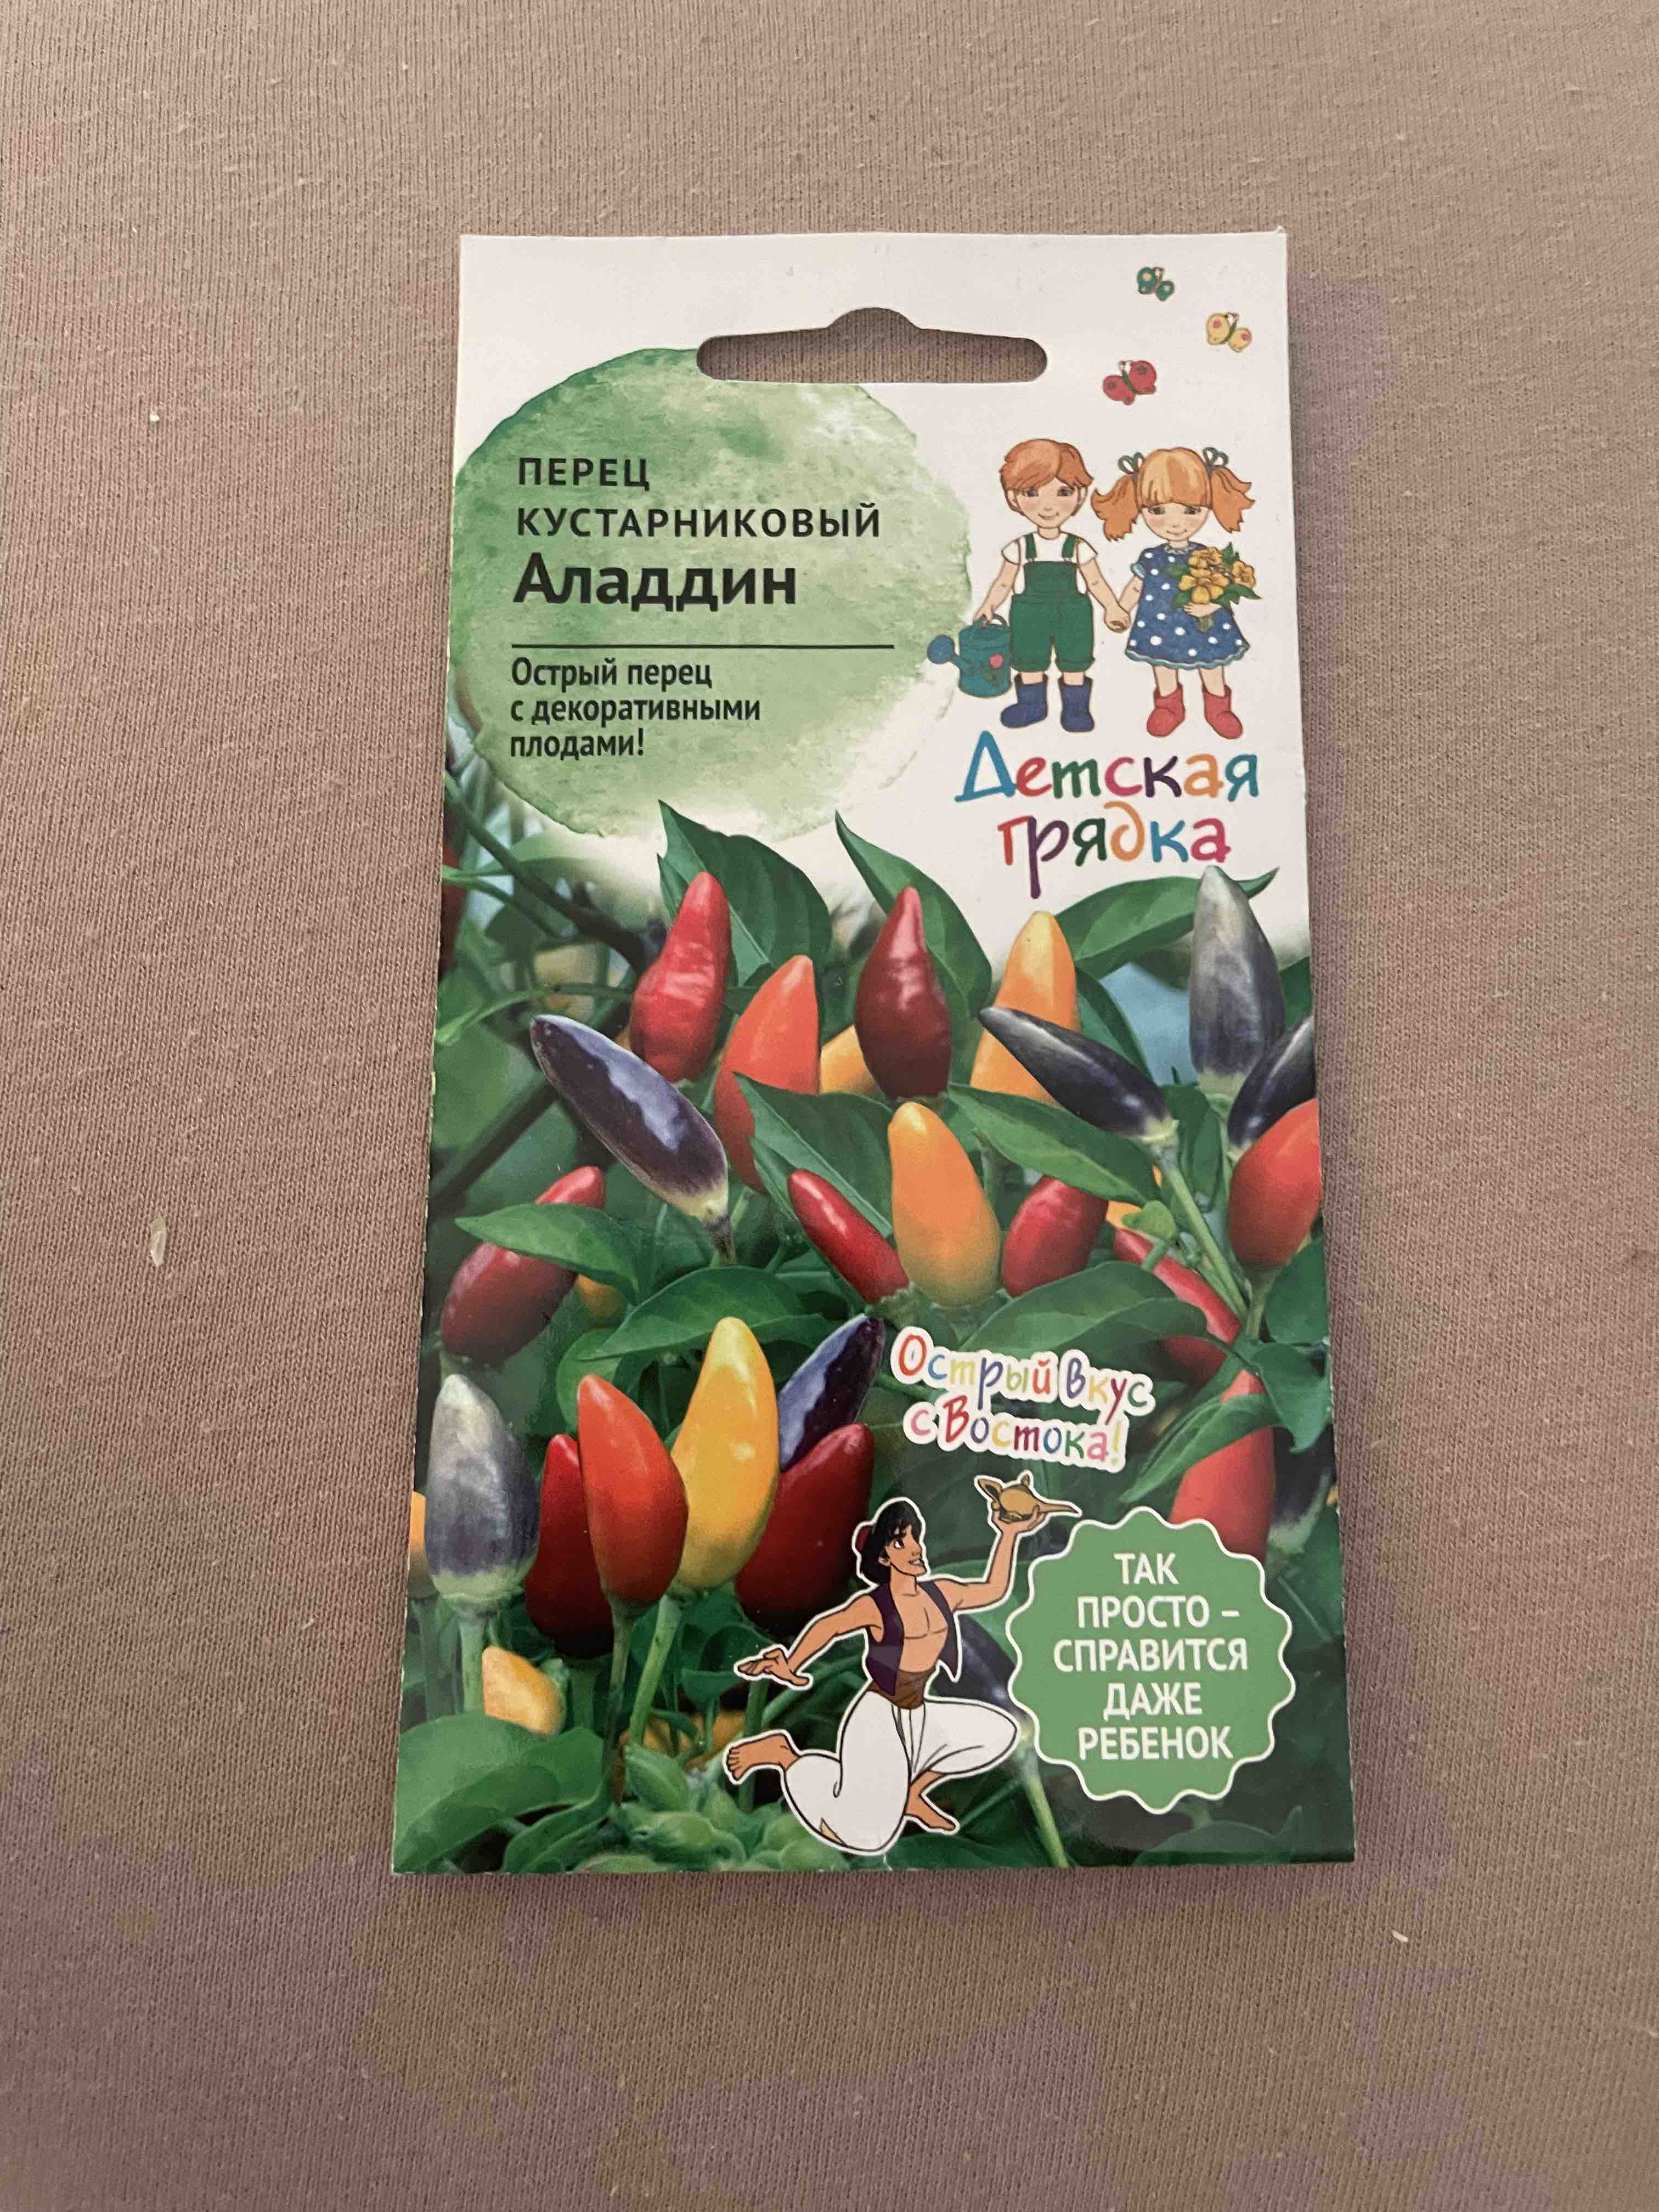 ПЕРЕЦ
КУСТАРНИКОВЫЙ
Аладдин
Острый перец
с декоративными
плодами!
Детская
грядка
Острый вкус
с Востока!
ТАК
ПРОСТО –
СПРАВИТСЯ
ДАЖЕ
РЕБЕНОК